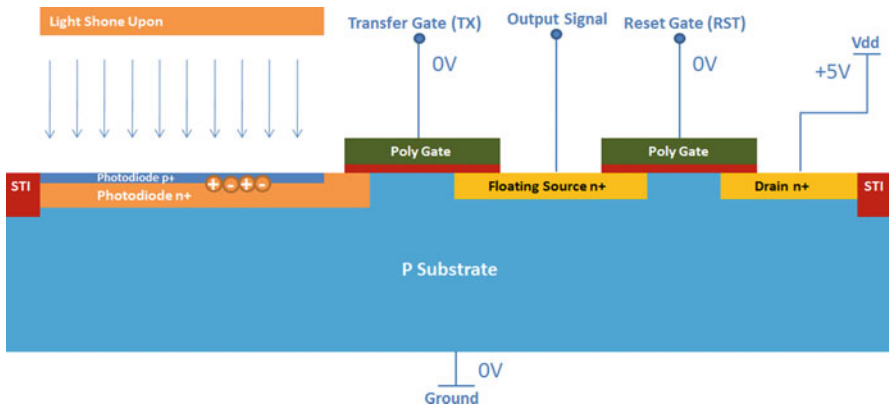 Light Shone Upon
Transfer Gate (TX)
Output Signal
Reset Gate (RST)
Vdd
0V
0V
+5V
Poly Gate
Poly Gate
STI
Photodiode p+
+ - + -
Photodiode n+
Floating Source n+
Drain n+
STI
P Substrate
0V
Ground